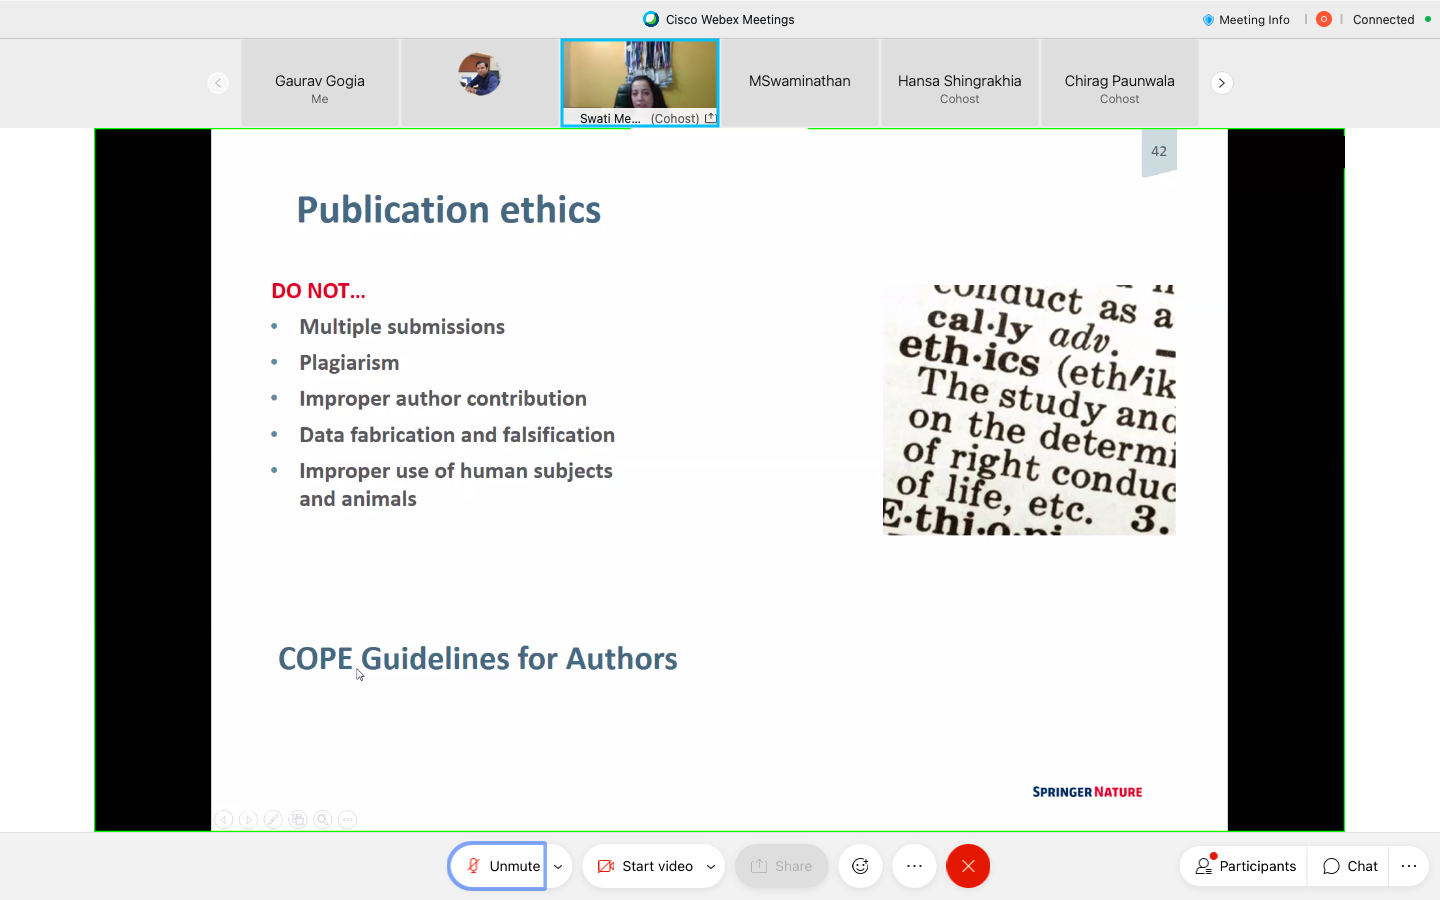 Cisco Webex Meetings
Meeting Info
Connected
Gaurav Gogia
Me
Swati Me... (Cohost)
MSwaminathan
Hansa Shingrakhia
Cohost
Chirag Paunwala
Cohost
42
Publication ethics
DO NOT...
• Multiple submissions
• Plagiarism
• Improper author contribution
• Data fabrication and falsification
• Improper use of human subjects
and animals
conduct as a
cal·ly adv. –
eth·ics (eth′ik
The study and
on the determi
of right conduc
of life, etc. 3.
E·thi·o·pi
COPE Guidelines for Authors
SPRINGER NATURE
Unmute
Start video
Share
Participants
Chat